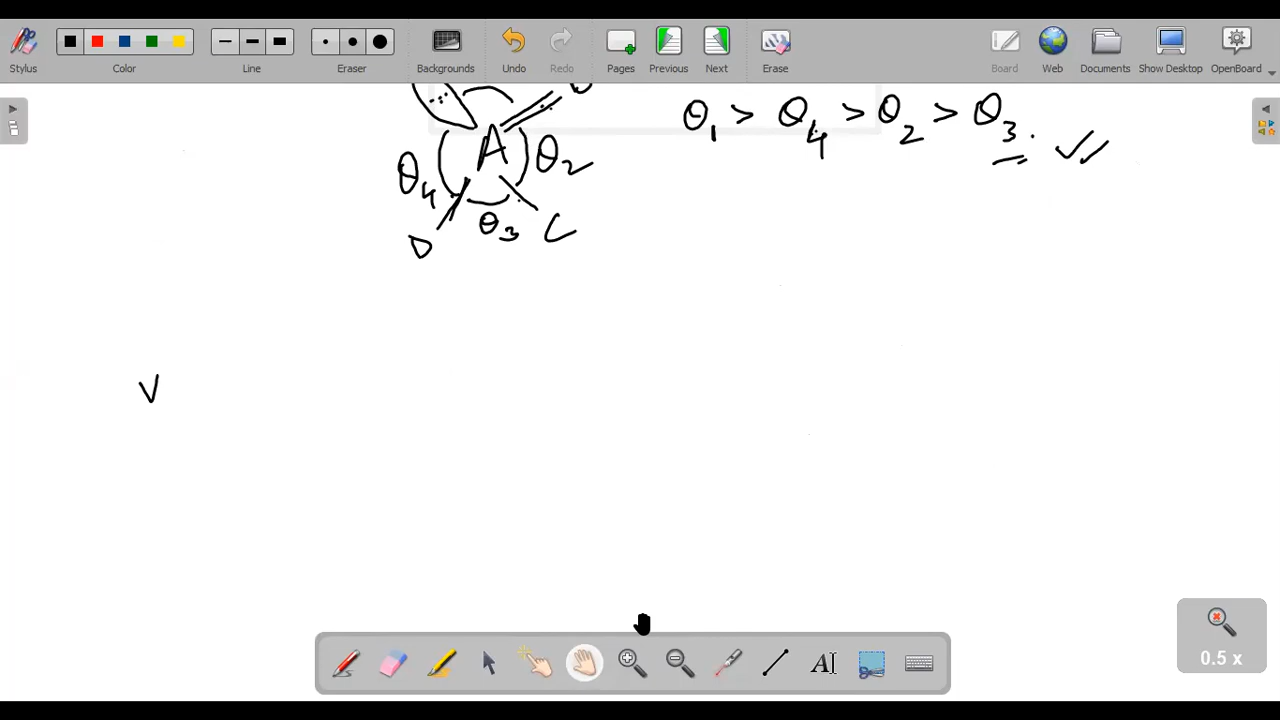 Stylus Color Line Eraser Backgrounds Undo Redo Pages Previous Next Erase Board Web Documents Show Desktop OpenBoard
θ1 > θ4 > θ2 > θ3.
A
θ4 θ2
θ3 C
D
V
0.5 x